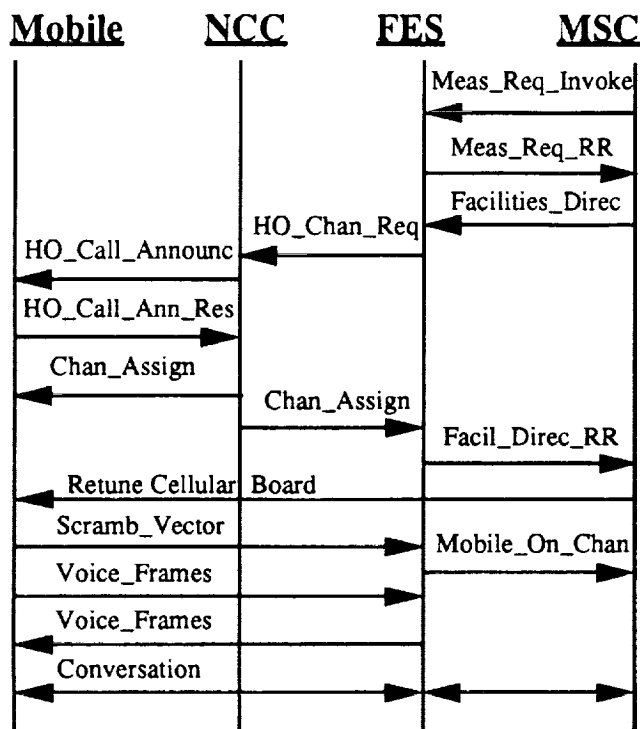 Mobile NCC FES MSC
Meas_Req_Invoke
Meas_Req_RR
Facilities_Direc
HO_Chan_Req
HO_Call_Announc
HO_Call_Ann_Res
Chan_Assign
Chan_Assign
Facil_Direc_RR
Retune Cellular Board
Scramb_Vector
Mobile_On_Chan
Voice_Frames
Voice_Frames
Conversation